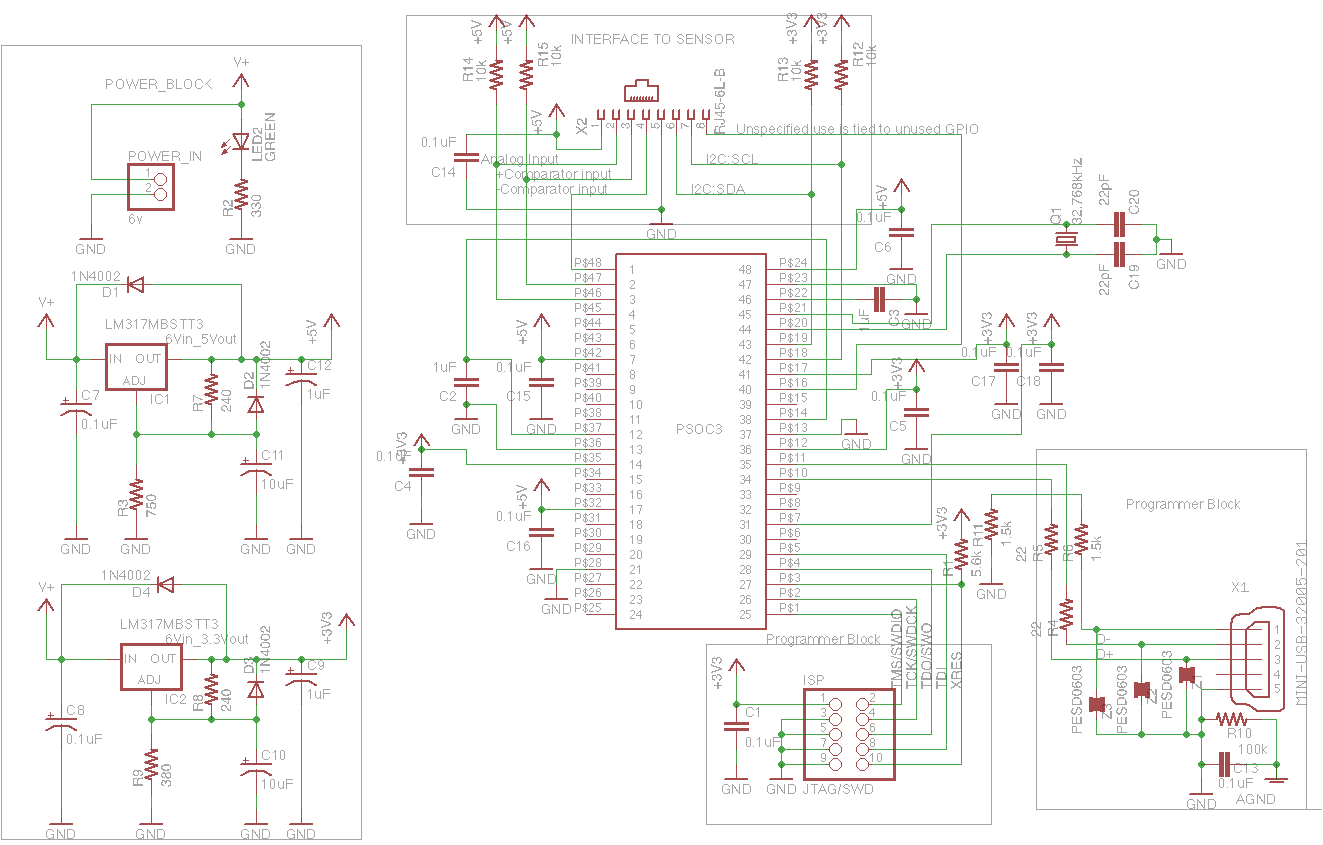 POWER_BLOCK
V+
POWER_IN
1
2
6v
GND
LED2
GREEN
R2
330
GND
1N4002
D1
V+
LM317MBSTT3
6Vin_5Vout
IN OUT
ADJ
IC1
+5V
C7
0.1uF
R7
240
D2
1N4002
C12
1uF
C11
10uF
R3
750
GND
GND
GND
GND
1N4002
D4
V+
LM317MBSTT3
6Vin_3.3Vout
IN OUT
ADJ
IC2
+3V3
C8
0.1uF
R8
240
D3
1N4002
C9
1uF
C10
10uF
R9
380
GND
GND
GND
GND
INTERFACE TO SENSOR
+5V
+5V
R14
10k
R15
10k
+3V3
+3V3
R13
10k
R12
10k
X2
RJ45-6L-B
1 2 3 4 5 6 7 8
Unspecified use is tied to unused GPIO
+5V
0.1uF
C14
Analog Input
+Comparator input
-Comparator input
I2C:SCL
I2C:SDA
GND
+5V
0.1uF
C6
GND
Q1
32.768kHz
22pF
C20
22pF
C19
GND
1uF
C3
GND
PSOC3
P$48 1 48 P$24
P$47 2 47 P$23
P$46 3 46 P$22
P$45 4 45 P$21
P$44 5 44 P$20
P$43 6 43 P$19
P$42 7 42 P$18
P$41 8 41 P$17
P$39 9 40 P$16
P$40 10 39 P$15
P$38 11 38 P$14
P$37 12 37 P$13
P$36 13 36 P$12
P$35 14 35 P$11
P$34 15 34 P$10
P$33 16 33 P$9
P$32 17 32 P$8
P$31 18 31 P$7
P$30 19 30 P$6
P$29 20 29 P$5
P$28 21 28 P$4
P$27 22 27 P$3
P$26 23 26 P$2
P$25 24 25 P$1
1uF
C2
GND
+5V
0.1uF
C15
GND
+3V3
C4
GND
+5V
0.1uF
C16
GND
GND
GND
+3V3
0.1uF
C5
GND
+3V3
0.1uF
C17
GND
+3V3
0.1uF
C18
GND
+3V3
R1
5.6k
R11
1.5k
GND
Programmer Block
TMS/SWDIO
TCK/SWDCK
TDO/SWO
TDI
XRES
+3V3
C1
0.1uF
GND
GND
ISP
1 2
3 4
5 6
7 8
9 10
JTAG/SWD
Programmer Block
22
R5
R6
1.5k
22
R4
D-
D+
PESD0603
Z3
PESD0603
Z2
PESD0603
X1
1
2
3
4
5
MINI-USB-32005-201
R10
100k
C13
0.1uF
GND
AGND